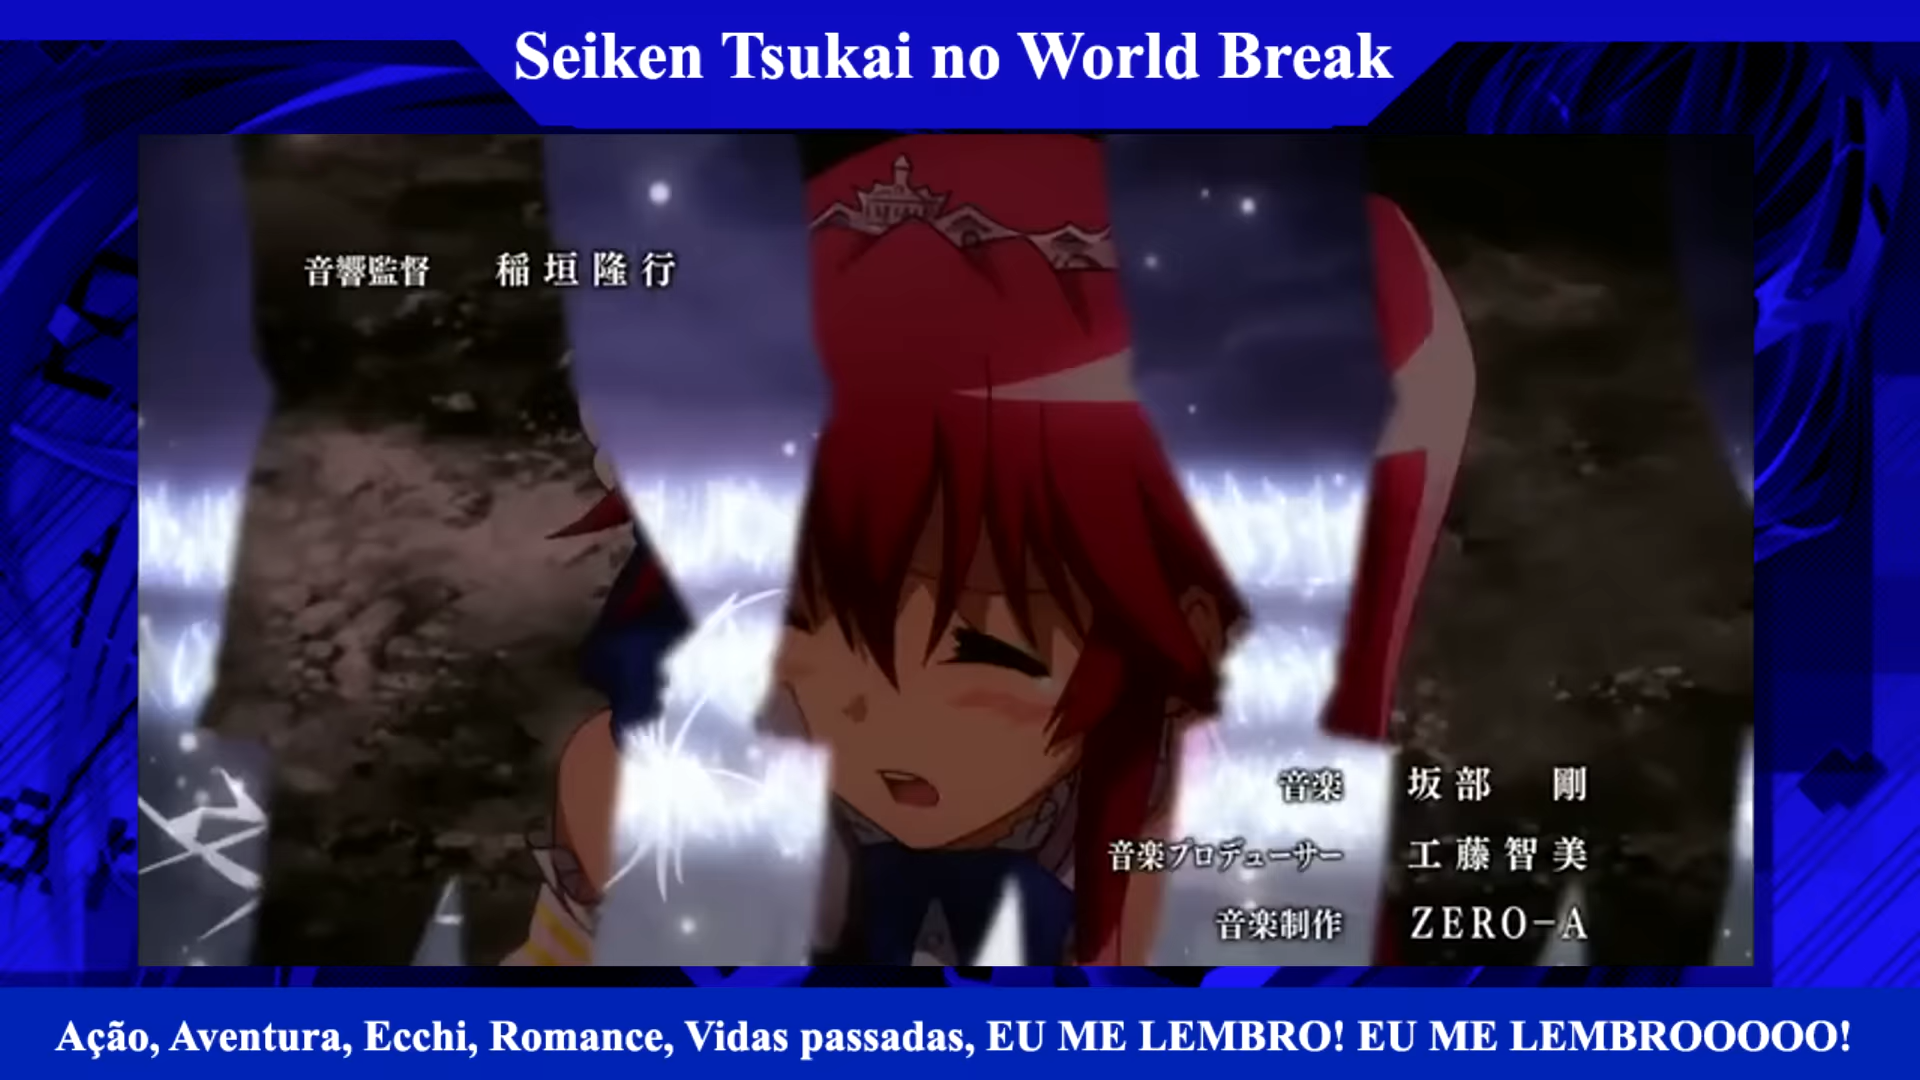 Seiken Tsukai no World Break
音響監督 稲垣隆行
音楽 坂部 剛
音楽プロデューサー 工藤智美
音楽制作 ZERO-A
Ação, Aventura, Ecchi, Romance, Vidas passadas, EU ME LEMBRO! EU ME LEMBROOOOO!